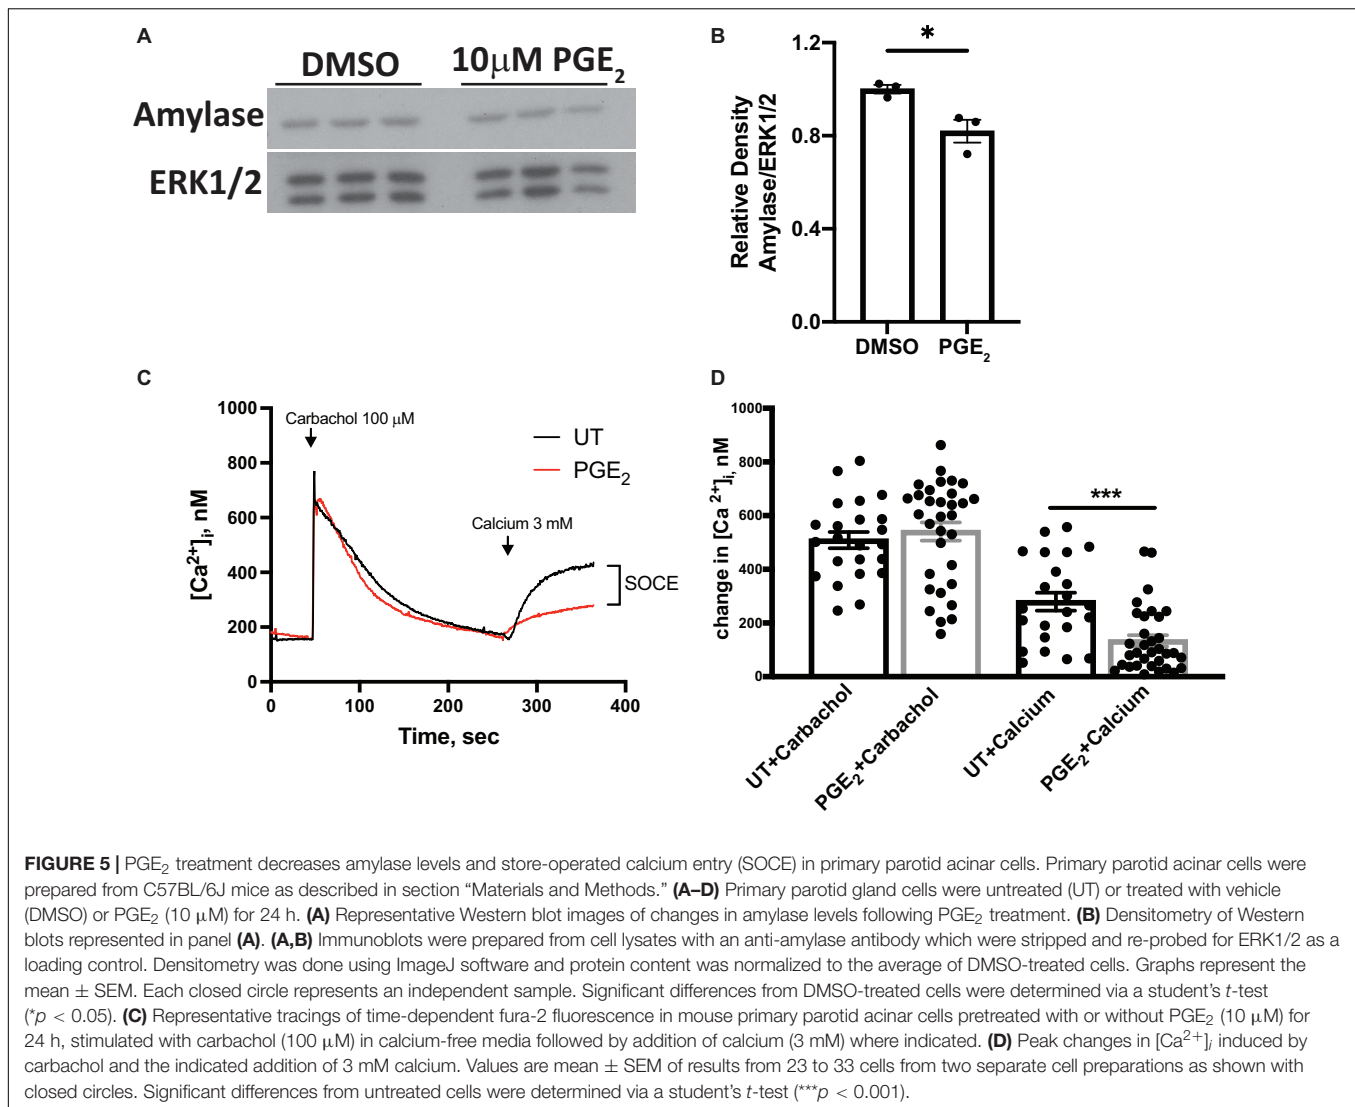 A
DMSO
10µM PGE2
Amylase
ERK1/2
B
*
Relative Density
Amylase/ERK1/2
1.2
0.8
0.4
0.0
DMSO
PGE2
C
[Ca2+]i, nM
1000
800
600
400
200
0
Carbachol 100 µM
UT
PGE2
Calcium 3 mM
SOCE
0
100
200
300
400
Time, sec
D
change in [Ca 2+]i, nM
1000
800
600
400
200
0
***
UT+Carbachol
PGE2+Carbachol
UT+Calcium
PGE2+Calcium
FIGURE 5 | PGE2 treatment decreases amylase levels and store-operated calcium entry (SOCE) in primary parotid acinar cells. Primary parotid acinar cells were
prepared from C57BL/6J mice as described in section “Materials and Methods.” (A–D) Primary parotid gland cells were untreated (UT) or treated with vehicle
(DMSO) or PGE2 (10 µM) for 24 h. (A) Representative Western blot images of changes in amylase levels following PGE2 treatment. (B) Densitometry of Western
blots represented in panel (A). (A,B) Immunoblots were prepared from cell lysates with an anti-amylase antibody which were stripped and re-probed for ERK1/2 as a
loading control. Densitometry was done using ImageJ software and protein content was normalized to the average of DMSO-treated cells. Graphs represent the
mean ± SEM. Each closed circle represents an independent sample. Significant differences from DMSO-treated cells were determined via a student’s t-test
(*p < 0.05). (C) Representative tracings of time-dependent fura-2 fluorescence in mouse primary parotid acinar cells pretreated with or without PGE2 (10 µM) for
24 h, stimulated with carbachol (100 µM) in calcium-free media followed by addition of calcium (3 mM) where indicated. (D) Peak changes in [Ca2+]i induced by
carbachol and the indicated addition of 3 mM calcium. Values are mean ± SEM of results from 23 to 33 cells from two separate cell preparations as shown with
closed circles. Significant differences from untreated cells were determined via a student’s t-test (***p < 0.001).